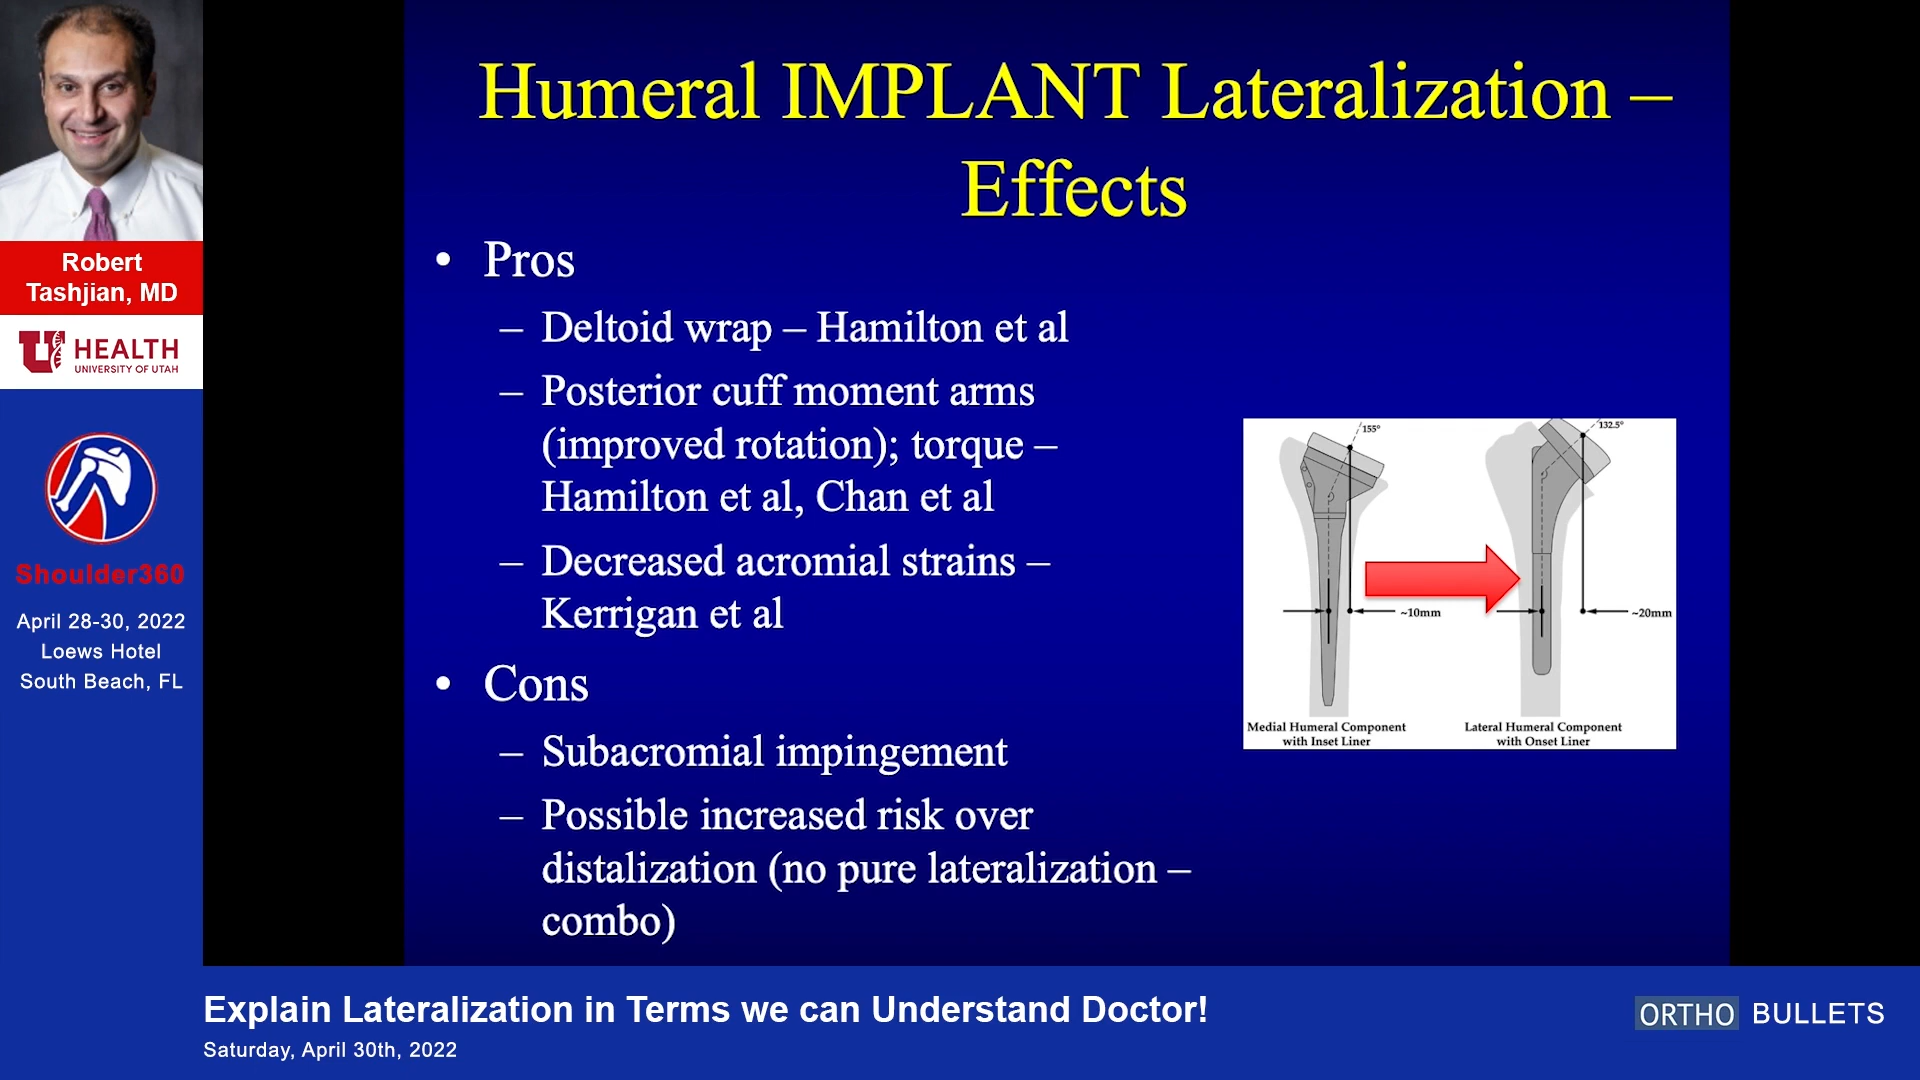 Robert
Tashjian, MD
U HEALTH
UNIVERSITY OF UTAH
Shoulder360
April 28-30, 2022
Loews Hotel
South Beach, FL
Humeral IMPLANT Lateralization –
Effects
• Pros
– Deltoid wrap – Hamilton et al
– Posterior cuff moment arms
(improved rotation); torque –
Hamilton et al, Chan et al
– Decreased acromial strains –
Kerrigan et al
• Cons
– Subacromial impingement
– Possible increased risk over
distalization (no pure lateralization –
combo)
155°
132.5°
~10mm
~20mm
Medial Humeral Component
with Inset Liner
Lateral Humeral Component
with Onset Liner
Explain Lateralization in Terms we can Understand Doctor!
Saturday, April 30th, 2022
ORTHO BULLETS